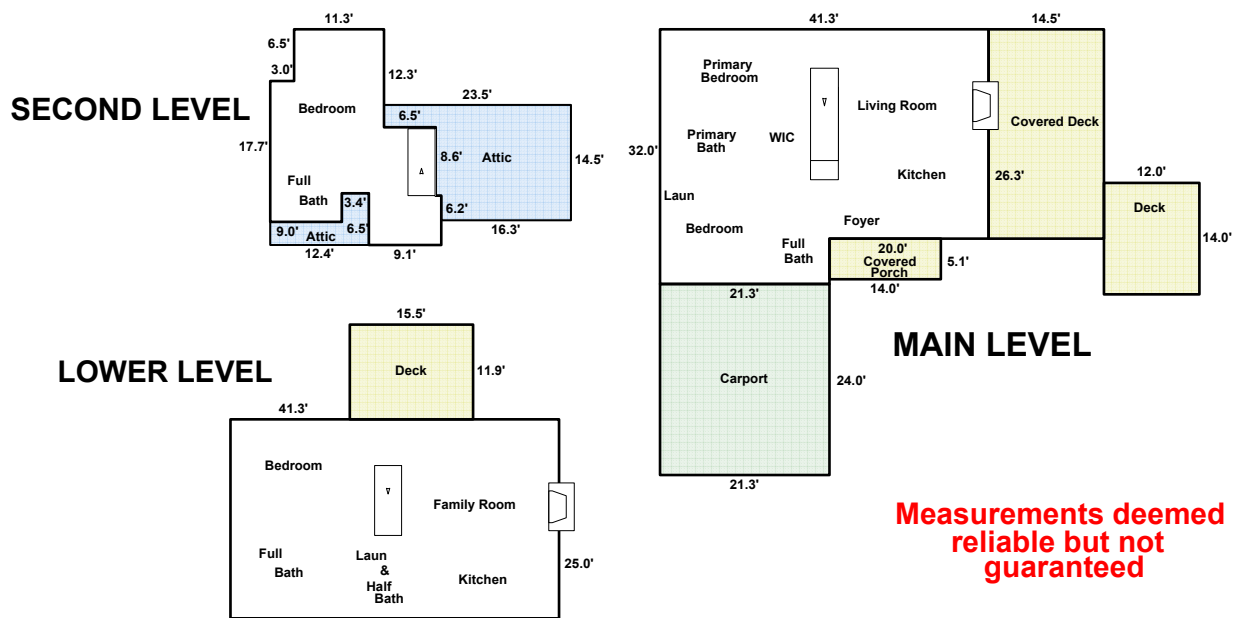 11.3'
6.5'
3.0'
12.3'
SECOND LEVEL
Bedroom
23.5'
6.5'
17.7'
8.6'
Attic
14.5'
Full
Bath
3.4'
6.2'
9.0'
6.5'
Attic
12.4'
9.1'
16.3'
41.3'
14.5'
Primary
Bedroom
Living Room
Covered Deck
32.0'
Primary
Bath
WIC
Kitchen
26.3'
12.0'
Laun
Bedroom
Foyer
Deck
Full
Bath
20.0'
Covered
Porch
5.1'
14.0'
14.0'
21.3'
MAIN LEVEL
Carport
24.0'
21.3'
15.5'
LOWER LEVEL
Deck
11.9'
41.3'
Bedroom
Family Room
Full
Bath
Laun
&
Half
Bath
Kitchen
25.0'
Measurements deemed
reliable but not
guaranteed